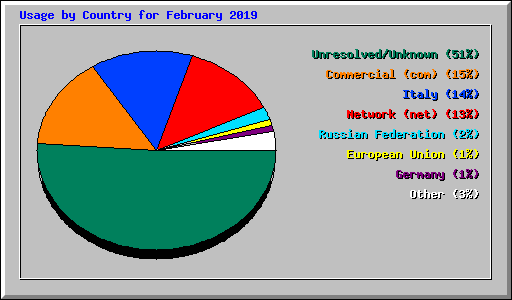 Usage by Country for February 2019
Unresolved/Unknown (51%)
Commercial (com) (15%)
Italy (14%)
Network (net) (13%)
Russian Federation (2%)
European Union (1%)
Germany (1%)
Other (3%)